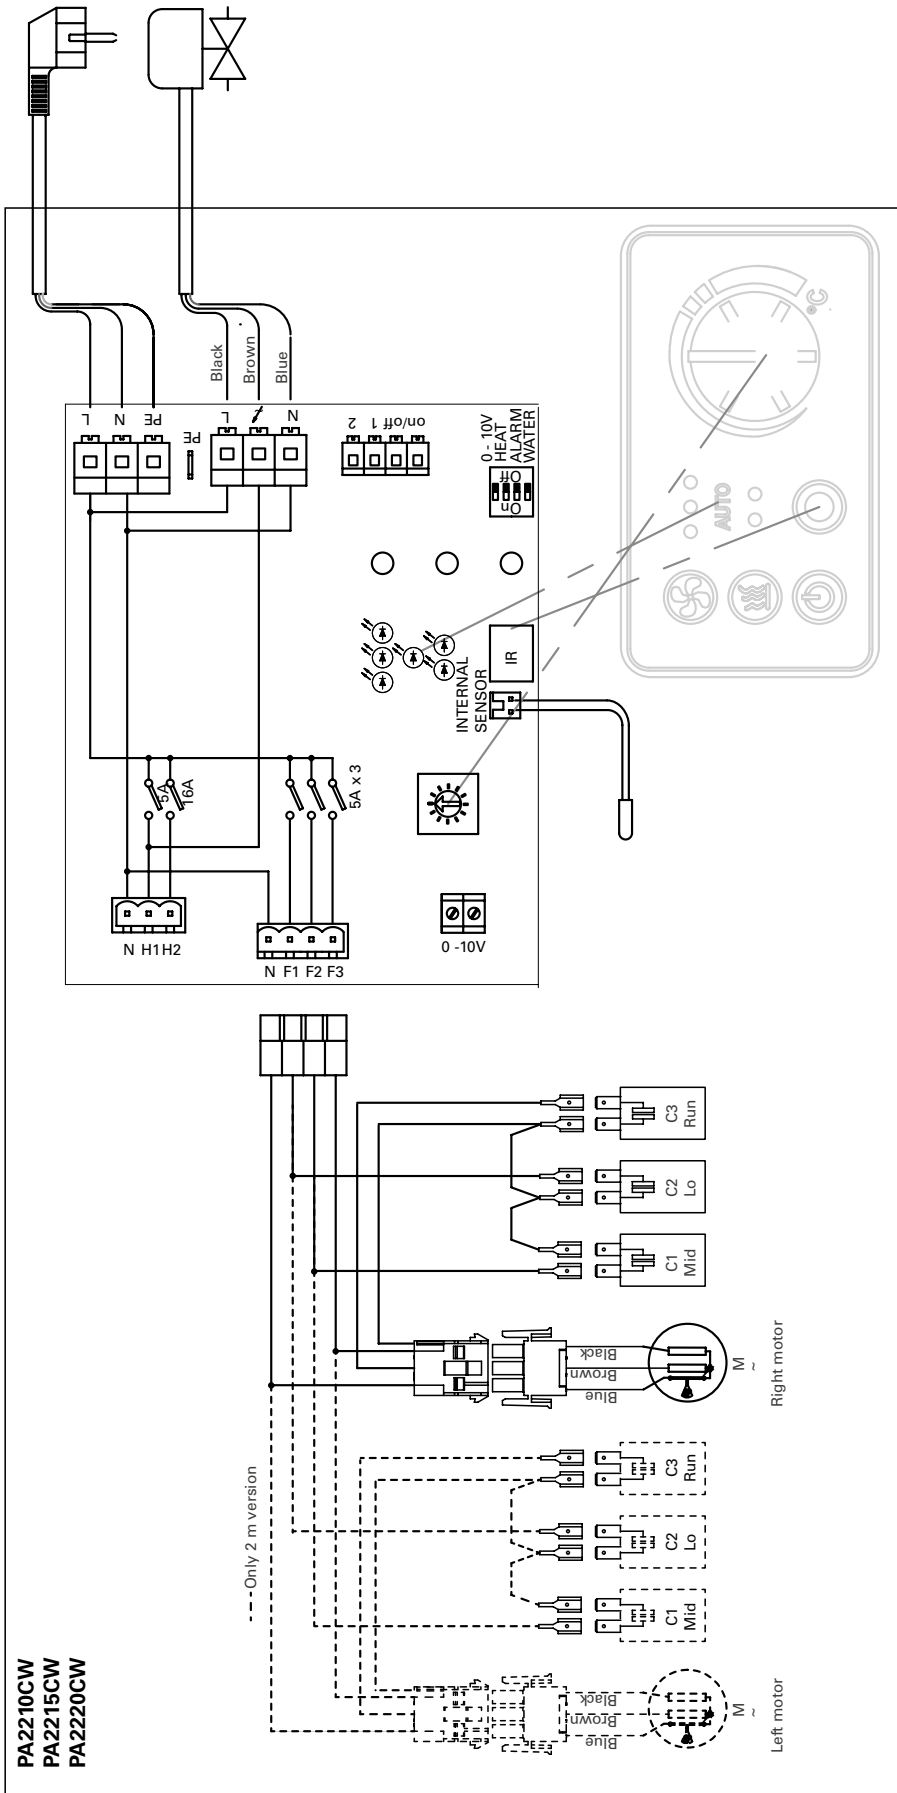 PA2210CW
PA2215CW
PA2220CW
Black
Brown
Blue
L
N
PE
PE
L
N
2
1
on/off
0 - 10V
HEAT
ALARM
WATER
On
Off
°C
AUTO
IR
INTERNAL
SENSOR
5A
16A
5A x 3
N H1 H2
N F1 F2 F3
0 -10V
C3
Run
C2
Lo
C1
Mid
Black
Brown
Blue
M
~
Right motor
--- Only 2 m version
C3
Run
C2
Lo
C1
Mid
Black
Brown
Blue
M
~
Left motor